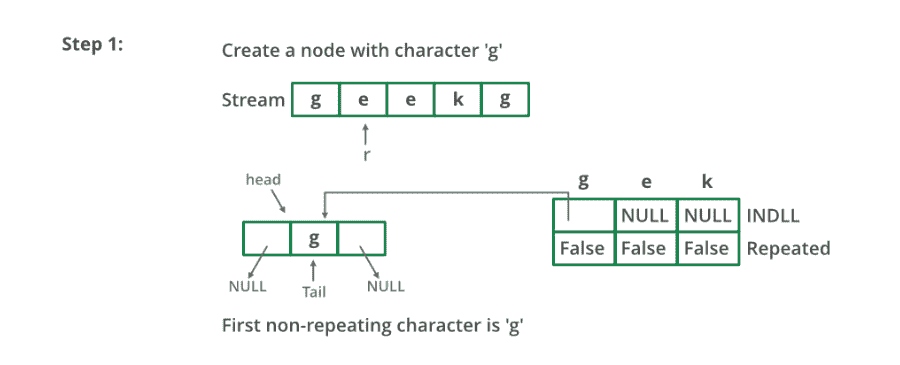 Step 1:
Create a node with character 'g'
Stream g e e k g
r
head
g e k
NULL NULL INDLL
g
False False False Repeated
NULL Tail NULL
First non-repeating character is 'g'